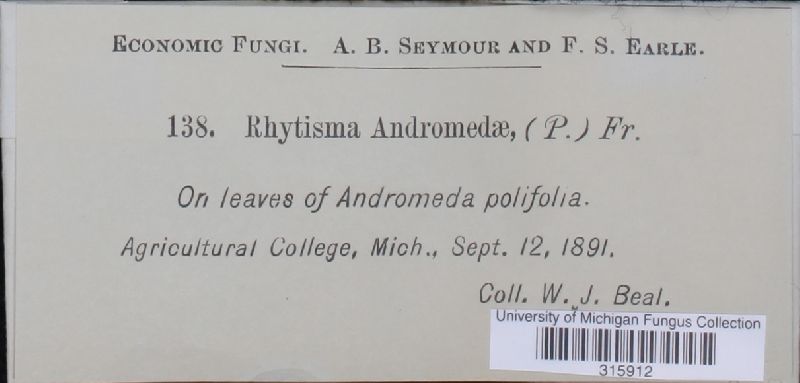 Economic Fungi. A. B. Seymour and F. S. Earle.
138. Rhytisma Andromedæ, (P.) Fr.
On leaves of Andromeda polifolia.
Agricultural College, Mich., Sept. 12, 1891.
Coll. W. J. Beal.
University of Michigan Fungus Collection
315912